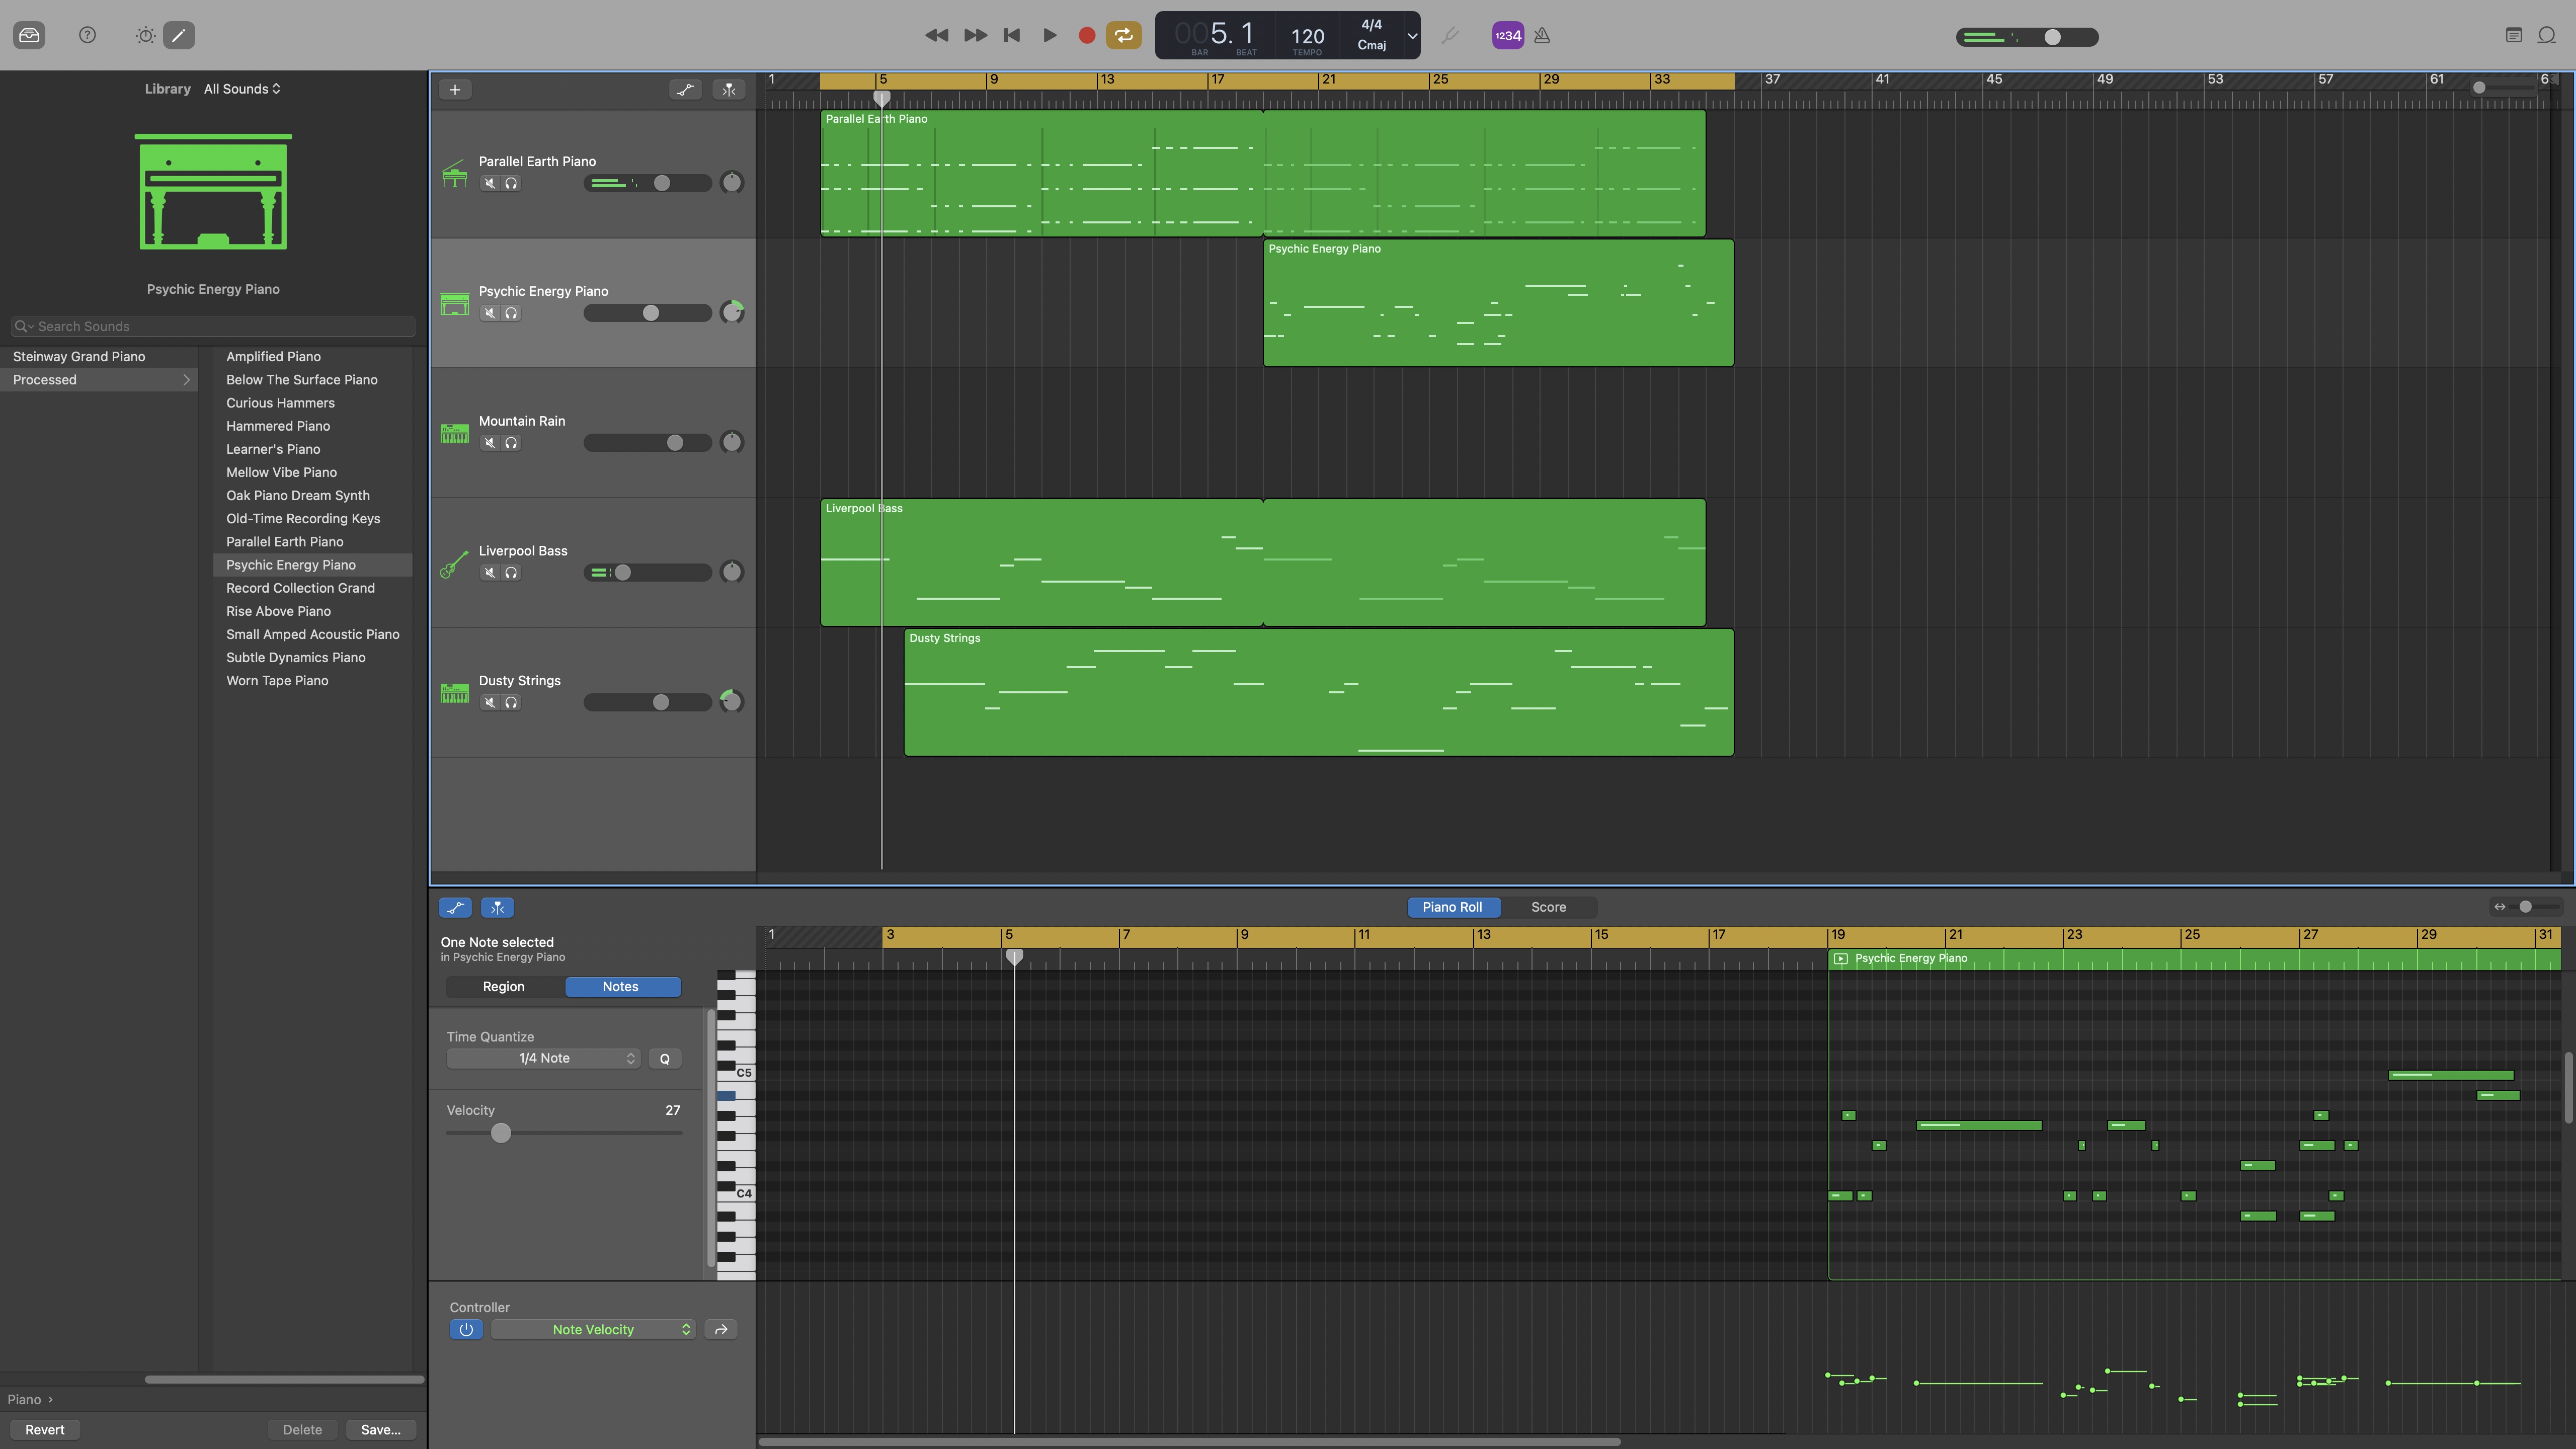 005. 1
BAR BEAT
120
TEMPO
4/4
Cmaj
1234
Library All Sounds
Psychic Energy Piano
Search Sounds
Steinway Grand Piano
Processed
Amplified Piano
Below The Surface Piano
Curious Hammers
Hammered Piano
Learner's Piano
Mellow Vibe Piano
Oak Piano Dream Synth
Old-Time Recording Keys
Parallel Earth Piano
Psychic Energy Piano
Record Collection Grand
Rise Above Piano
Small Amped Acoustic Piano
Subtle Dynamics Piano
Worn Tape Piano
Piano
Revert Delete Save...
1 5 9 13 17 21 25 29 33 37 41 45 49 53 57 61
Parallel Earth Piano
Psychic Energy Piano
Mountain Rain
Liverpool Bass
Dusty Strings
Parallel Earth Piano
Psychic Energy Piano
Liverpool Bass
Dusty Strings
Piano Roll Score
One Note selected
in Psychic Energy Piano
Region Notes
Time Quantize
1/4 Note Q
Velocity 27
1 3 5 7 9 11 13 15 17 19 21 23 25 27 29 31
Psychic Energy Piano
C5
C4
Controller
Note Velocity